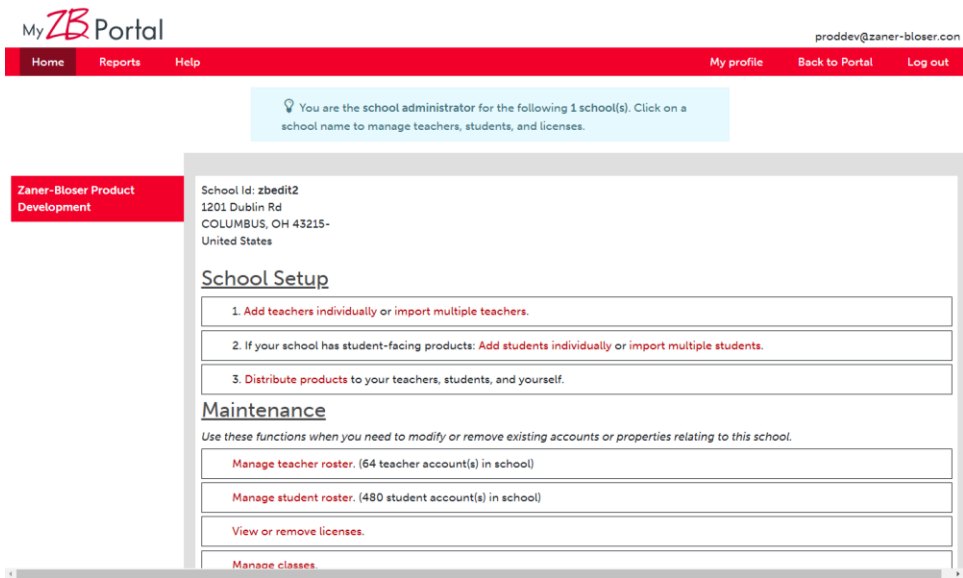 My ZB Portal
proddev@zaner-bloser.con
Home Reports Help My profile Back to Portal Log out
You are the school administrator for the following 1 school(s). Click on a
school name to manage teachers, students, and licenses.
Zaner-Bloser Product
Development
School Id: zbedit2
1201 Dublin Rd
COLUMBUS, OH 43215-
United States
School Setup
1. Add teachers individually or import multiple teachers.
2. If your school has student-facing products: Add students individually or import multiple students.
3. Distribute products to your teachers, students, and yourself.
Maintenance
Use these functions when you need to modify or remove existing accounts or properties relating to this school.
Manage teacher roster. (64 teacher account(s) in school)
Manage student roster. (480 student account(s) in school)
View or remove licenses.
Manage classes.